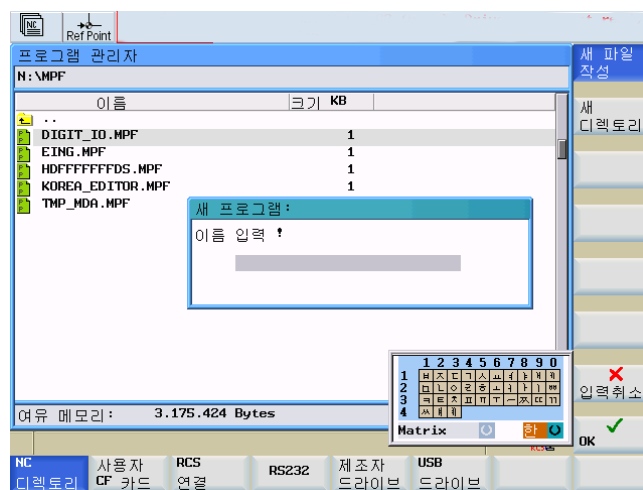 NC
Ref Point
프로그램 관리자
N:\MPF
이름 크기 KB
..
DIGIT_IO.MPF 1
EING.MPF 1
HDFFFFFFDS.MPF 1
KOREA_EDITOR.MPF 1
TMP_MDA.MPF
새 프로그램:
이름 입력 !
여유 메모리: 3.175.424 Bytes
1 2 3 4 5 6 7 8 9 0
1 ㅂ ㅈ ㄷ ㄱ ㅅ ㅛ ㅕ ㅑ ㅐ ㅔ
2 ㅁ ㄴ ㅇ ㄹ ㅎ ㅗ ㅓ ㅏ ㅣ ㅃ
3 ㅋ ㅌ ㅊ ㅍ ㅠ ㅜ ㅡ ㅉ ㄸ ㄲ
4 ㅆ ㅒ ㅖ
Matrix 한
새 파일
작성
새
디렉토리
입력취소
OK
NC
디렉토리
사용자
CF 카드
RCS
연결
RS232
제조자
드라이브
USB
드라이브